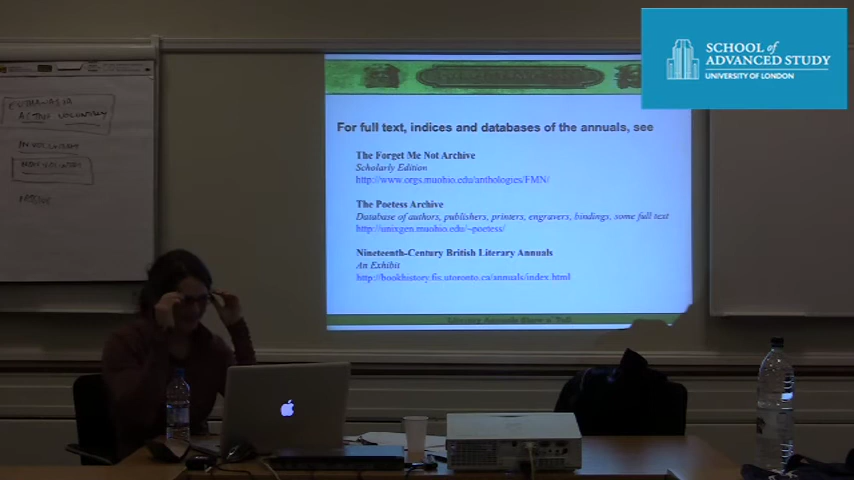 SCHOOL of
ADVANCED STUDY
UNIVERSITY OF LONDON
EUTHANASIA
ACTIVE VOLUNTARY
For full text, indices and databases of the annuals, see
The Forget Me Not Archive
Scholarly Edition
http://www.orgs.muohio.edu/anthologies/FMN/
The Poetess Archive
Database of authors, publishers, printers, engravers, bindings, some full text
http://unixgen.muohio.edu/~poetess/
Nineteenth-Century British Literary Annuals
An Exhibit
http://bookhistory.fis.utoronto.ca/annuals/index.html